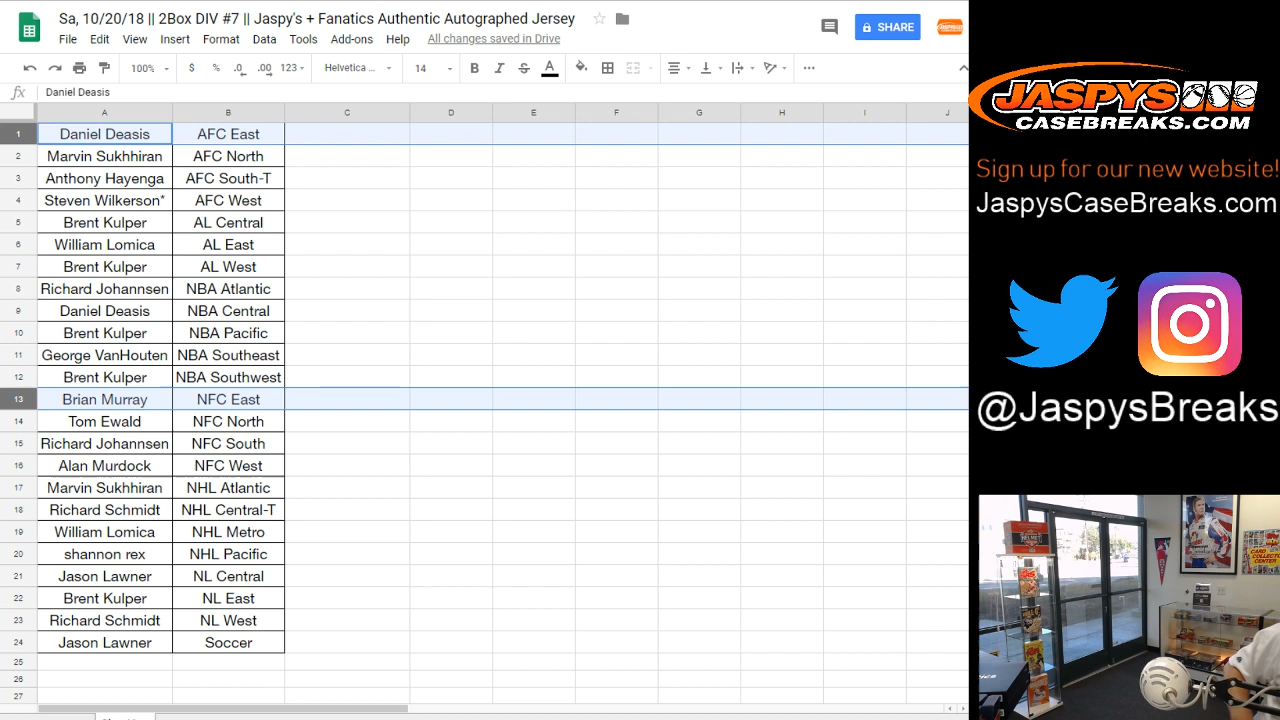 Sa, 10/20/18 || 2Box DIV #7 || Jaspy's + Fanatics Authentic Autographed Jersey
File Edit View Insert Format Data Tools Add-ons Help All changes saved in Drive
SHARE
100% $ % .0 .00 123 Helvetica ... 14 B I S A
fx Daniel Deasis
A B C D E F G H I J
1 Daniel Deasis AFC East
2 Marvin Sukhhiran AFC North
3 Anthony Hayenga AFC South-T
4 Steven Wilkerson* AFC West
5 Brent Kulper AL Central
6 William Lomica AL East
7 Brent Kulper AL West
8 Richard Johannsen NBA Atlantic
9 Daniel Deasis NBA Central
10 Brent Kulper NBA Pacific
11 George VanHouten NBA Southeast
12 Brent Kulper NBA Southwest
13 Brian Murray NFC East
14 Tom Ewald NFC North
15 Richard Johannsen NFC South
16 Alan Murdock NFC West
17 Marvin Sukhhiran NHL Atlantic
18 Richard Schmidt NHL Central-T
19 William Lomica NHL Metro
20 shannon rex NHL Pacific
21 Jason Lawner NL Central
22 Brent Kulper NL East
23 Richard Schmidt NL West
24 Jason Lawner Soccer
25
26
27
JASPYS
CASEBREAKS.COM
Sign up for our new website!
JaspysCaseBreaks.com
@JaspysBreaks
HELMET
CARD
COLLECTOR
CENTER